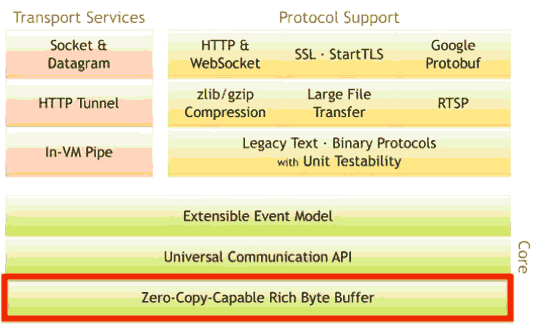 Transport Services
Protocol Support
Socket &
Datagram
HTTP &
WebSocket
SSL · StartTLS
Google
Protobuf
HTTP Tunnel
zlib/gzip
Compression
Large File
Transfer
RTSP
In-VM Pipe
Legacy Text · Binary Protocols
with Unit Testability
Extensible Event Model
Universal Communication API
Zero-Copy-Capable Rich Byte Buffer
Core